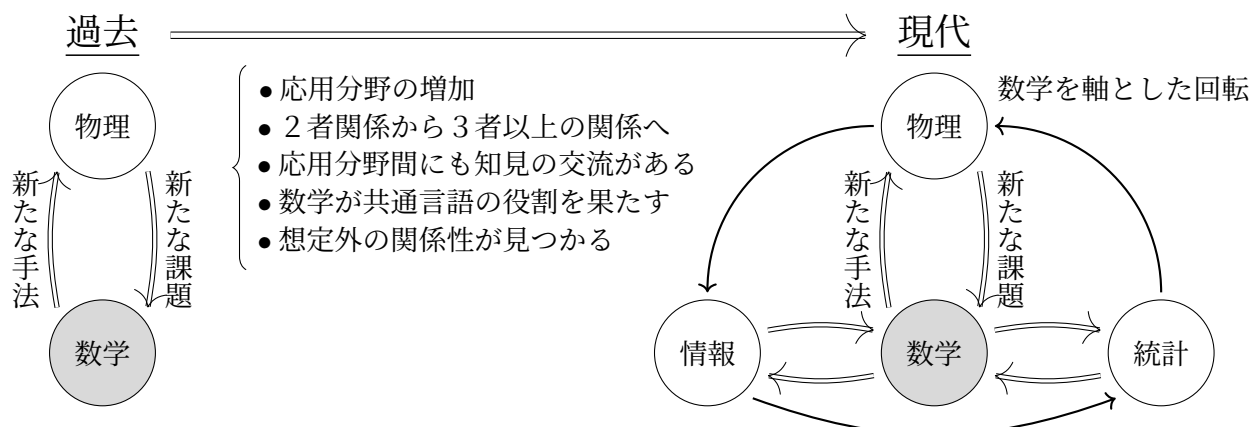 過去
現代
物理
新たな手法
新たな課題
数学
● 応用分野の増加
● ２者関係から３者以上の関係へ
● 応用分野間にも知見の交流がある
● 数学が共通言語の役割を果たす
● 想定外の関係性が見つかる
数学を軸とした回転
物理
新たな手法
新たな課題
情報
数学
統計